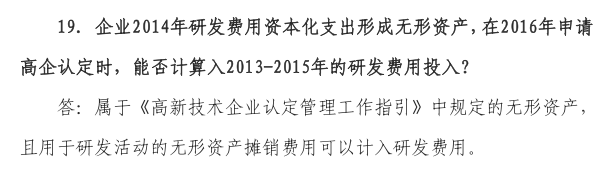 19. 企业2014年研发费用资本化支出形成无形资产,在2016年申请
高企认定时，能否计算入2013-2015年的研发费用投入？
答：属于《高新技术企业认定管理工作指引》中规定的无形资产，
且用于研发活动的无形资产摊销费用可以计入研发费用。